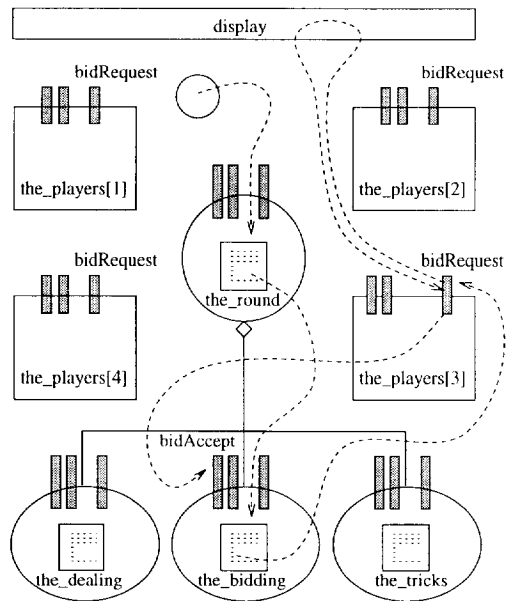 display
bidRequest
bidRequest
the_players[1]
the_players[2]
bidRequest
bidRequest
the_round
the_players[4]
the_players[3]
bidAccept
the_dealing
the_bidding
the_tricks